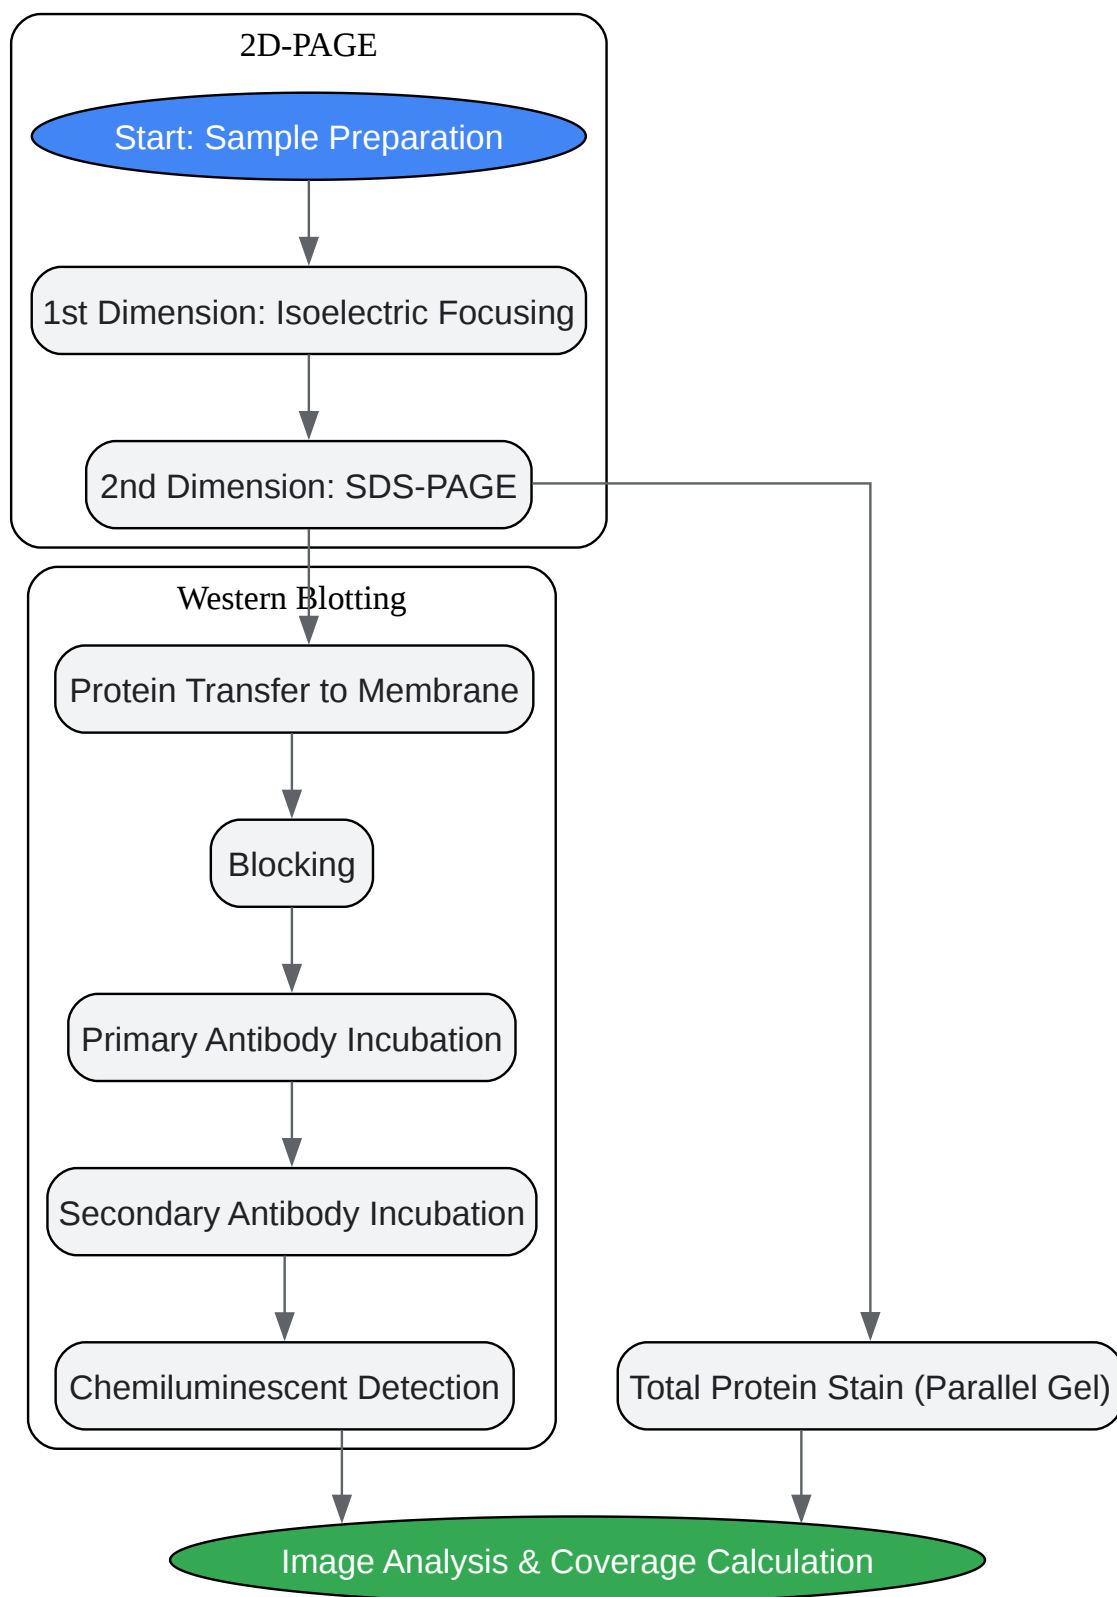 2D-PAGE
Start: Sample Preparation
1st Dimension: Isoelectric Focusing
2nd Dimension: SDS-PAGE
Western Blotting
Protein Transfer to Membrane
Blocking
Primary Antibody Incubation
Secondary Antibody Incubation
Chemiluminescent Detection
Total Protein Stain (Parallel Gel)
Image Analysis & Coverage Calculation